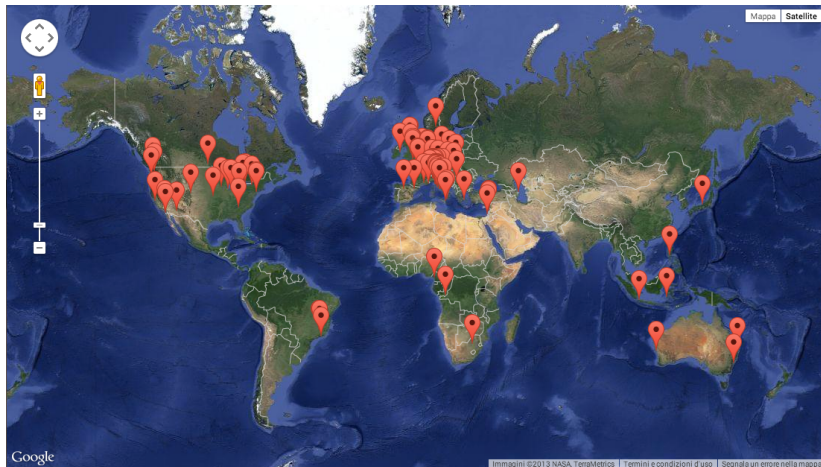 Mappa Satellite
Google
Immagini ©2013 NASA, TerraMetrics Termini e condizioni d'uso Segnala un errore nella mappa